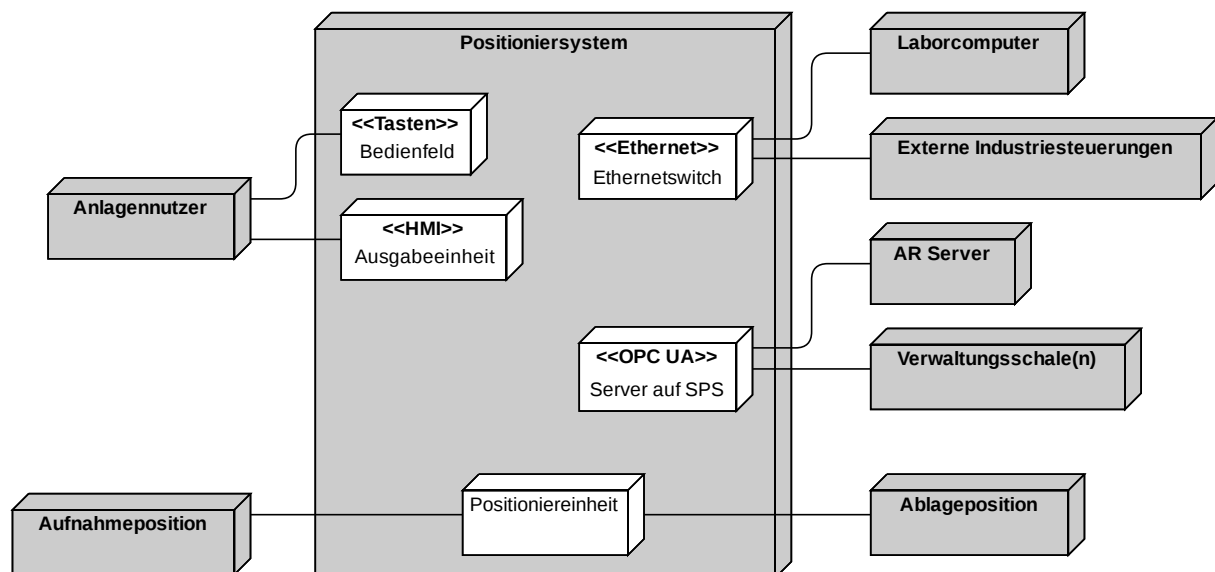 Positioniersystem
<<Tasten>>
Bedienfeld
<<HMI>>
Ausgabeeinheit
<<Ethernet>>
Ethernetswitch
<<OPC UA>>
Server auf SPS
Positioniereinheit
Anlagennutzer
Aufnahmeposition
Laborcomputer
Externe Industriesteuerungen
AR Server
Verwaltungsschale(n)
Ablageposition